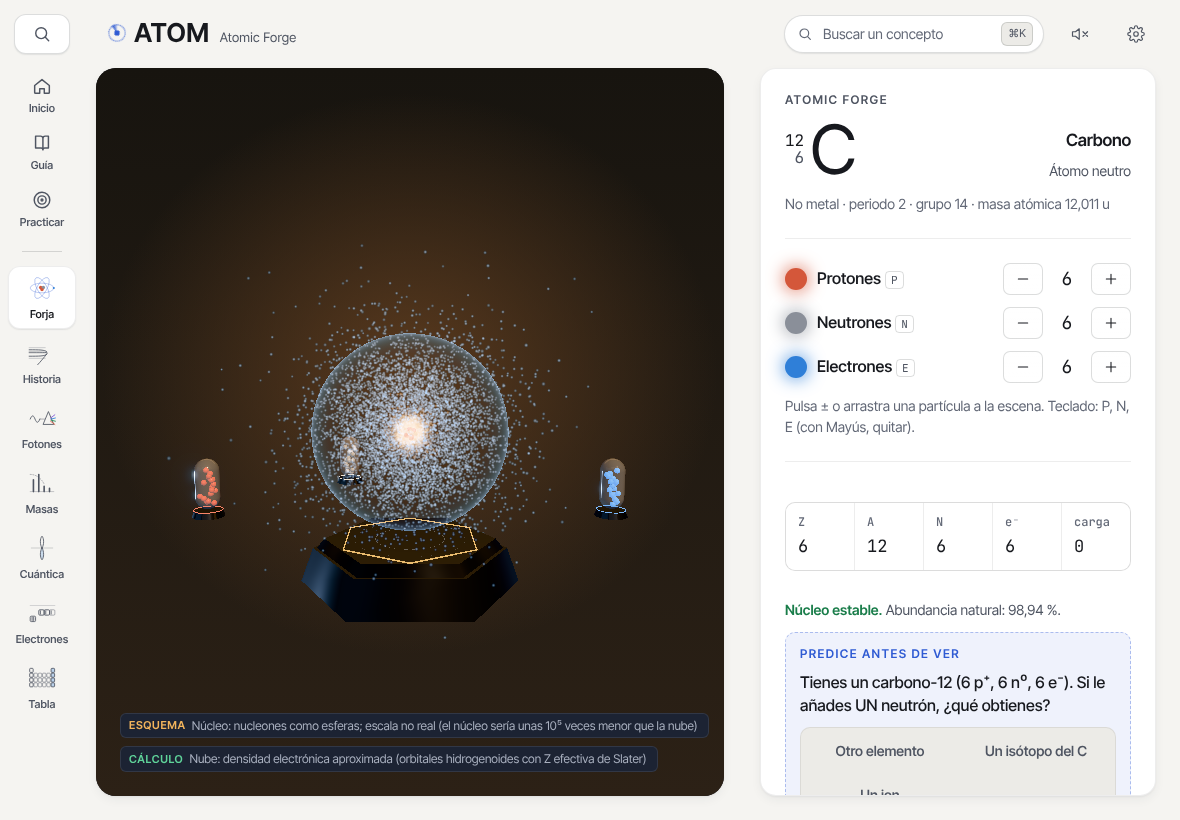 ATOM Atomic Forge
Buscar un concepto ⌘K
Inicio
Guía
Practicar
Forja
Historia
Fotones
Masas
Cuántica
Electrones
Tabla
ESQUEMA Núcleo: nucleones como esferas; escala no real (el núcleo sería unas 10⁵ veces menor que la nube)
CÁLCULO Nube: densidad electrónica aproximada (orbitales hidrogenoides con Z efectiva de Slater)
ATOMIC FORGE
12
6
C
Carbono
Átomo neutro
No metal · periodo 2 · grupo 14 · masa atómica 12,011 u
Protones P − 6 +
Neutrones N − 6 +
Electrones E − 6 +
Pulsa ± o arrastra una partícula a la escena. Teclado: P, N,
E (con Mayús, quitar).
Z A N e⁻ carga
6 12 6 6 0
Núcleo estable. Abundancia natural: 98,94 %.
PREDICE ANTES DE VER
Tienes un carbono-12 (6 p⁺, 6 n⁰, 6 e⁻). Si le
añades UN neutrón, ¿qué obtienes?
Otro elemento Un isótopo del C
Un ion